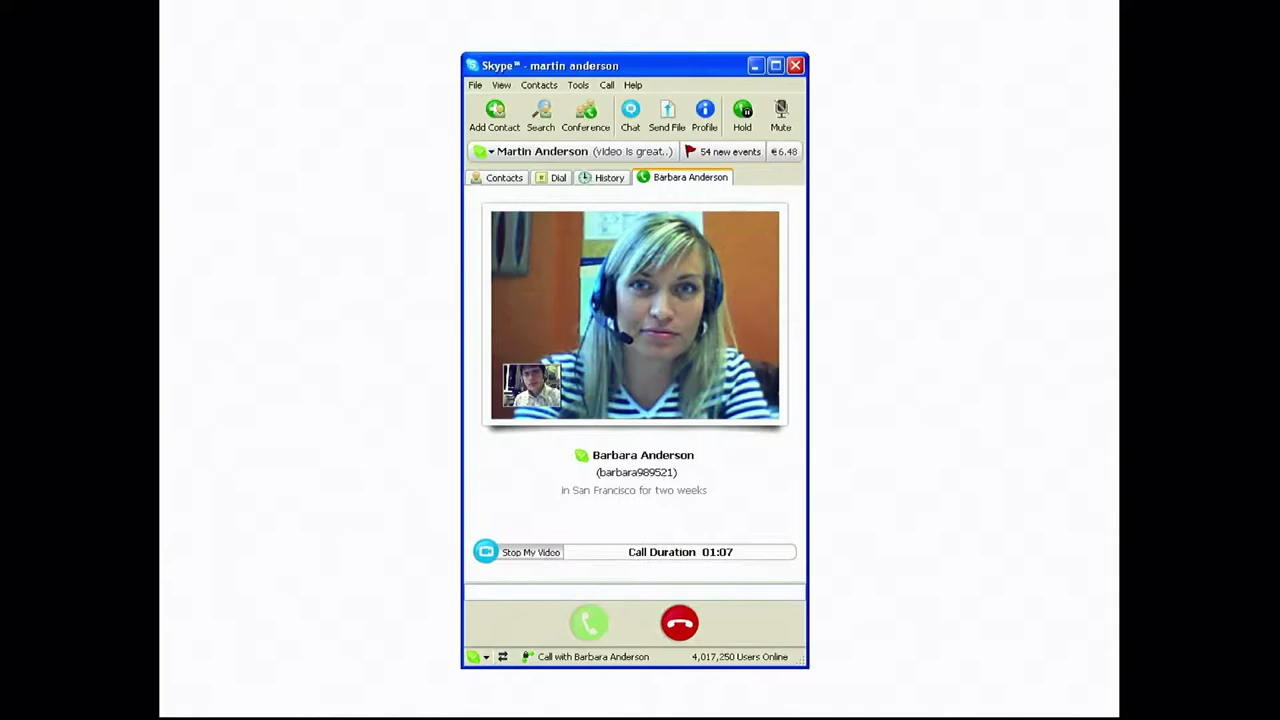 Skype™ - martin anderson
File View Contacts Tools Call Help
Add Contact Search Conference Chat Send File Profile Hold Mute
Martin Anderson (video is great..) 54 new events €6.48
Contacts Dial History Barbara Anderson
Barbara Anderson
(barbara989521)
in San Francisco for two weeks
Stop My Video Call Duration 01:07
Call with Barbara Anderson 4,017,250 Users Online